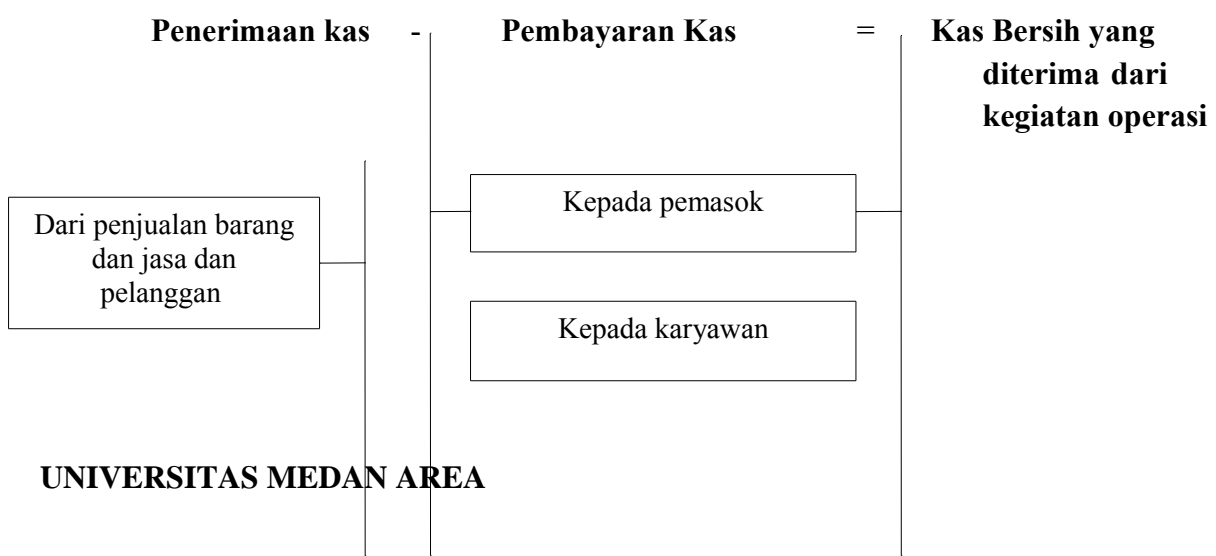 Penerimaan kas - Pembayaran Kas = Kas Bersih yang
diterima dari
kegiatan operasi
Dari penjualan barang
dan jasa dan
pelanggan
Kepada pemasok
Kepada karyawan
UNIVERSITAS MEDAN AREA